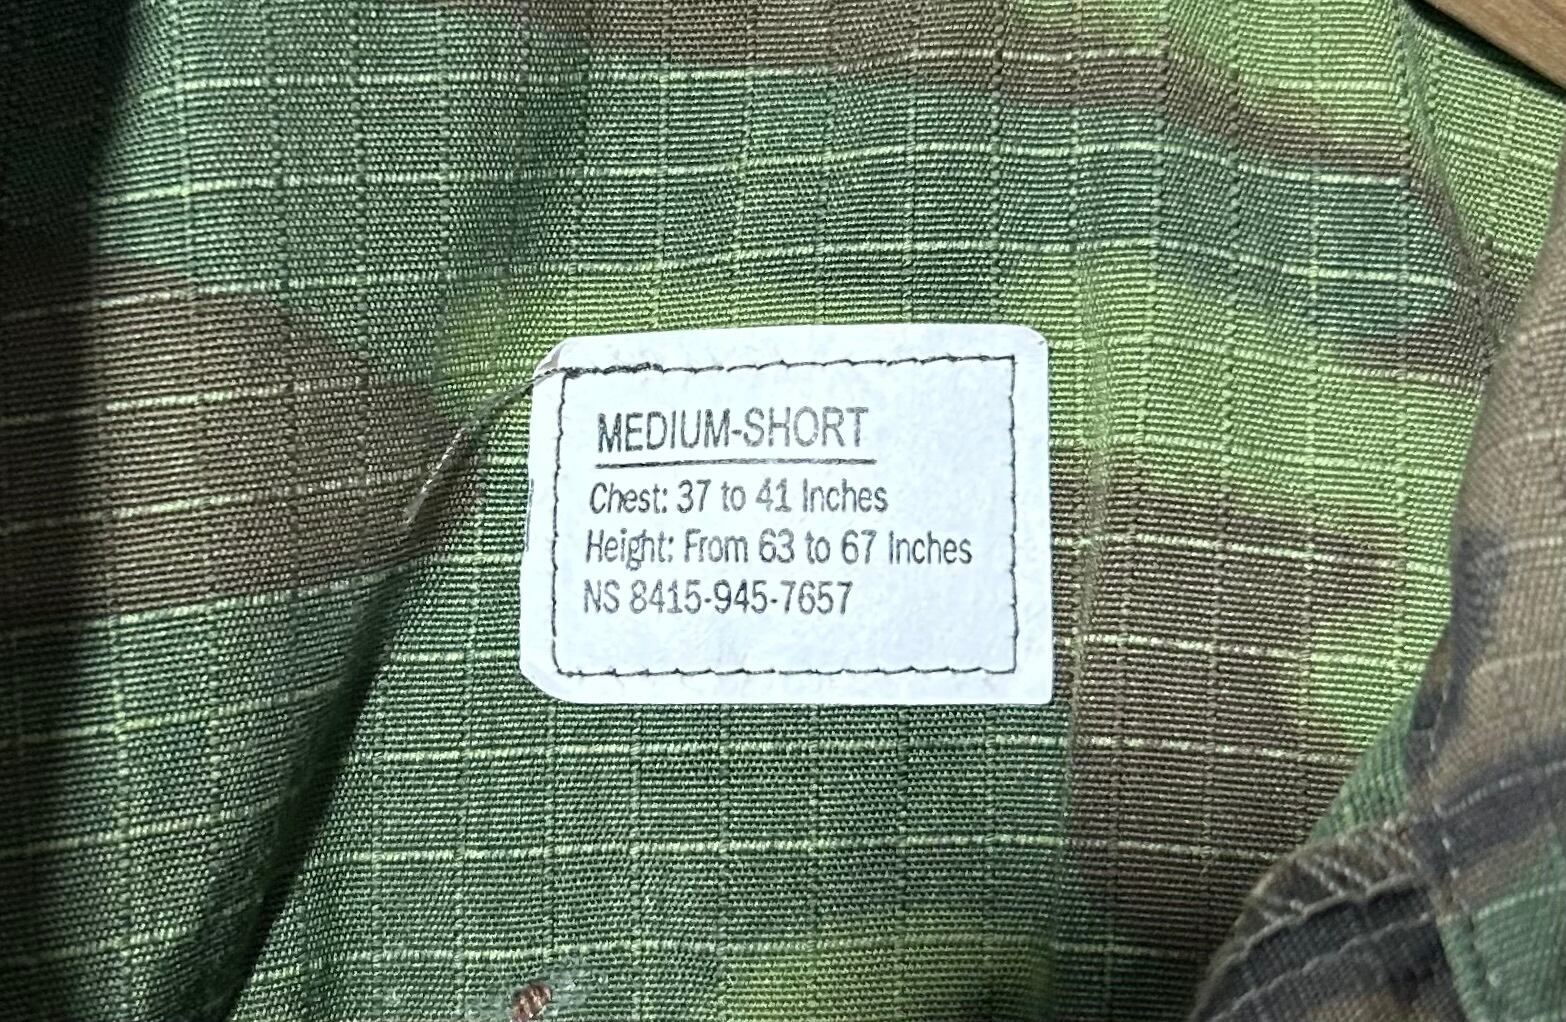 MEDIUM-SHORT
Chest: 37 to 41 Inches
Height: From 63 to 67 Inches
NS 8415-945-7657